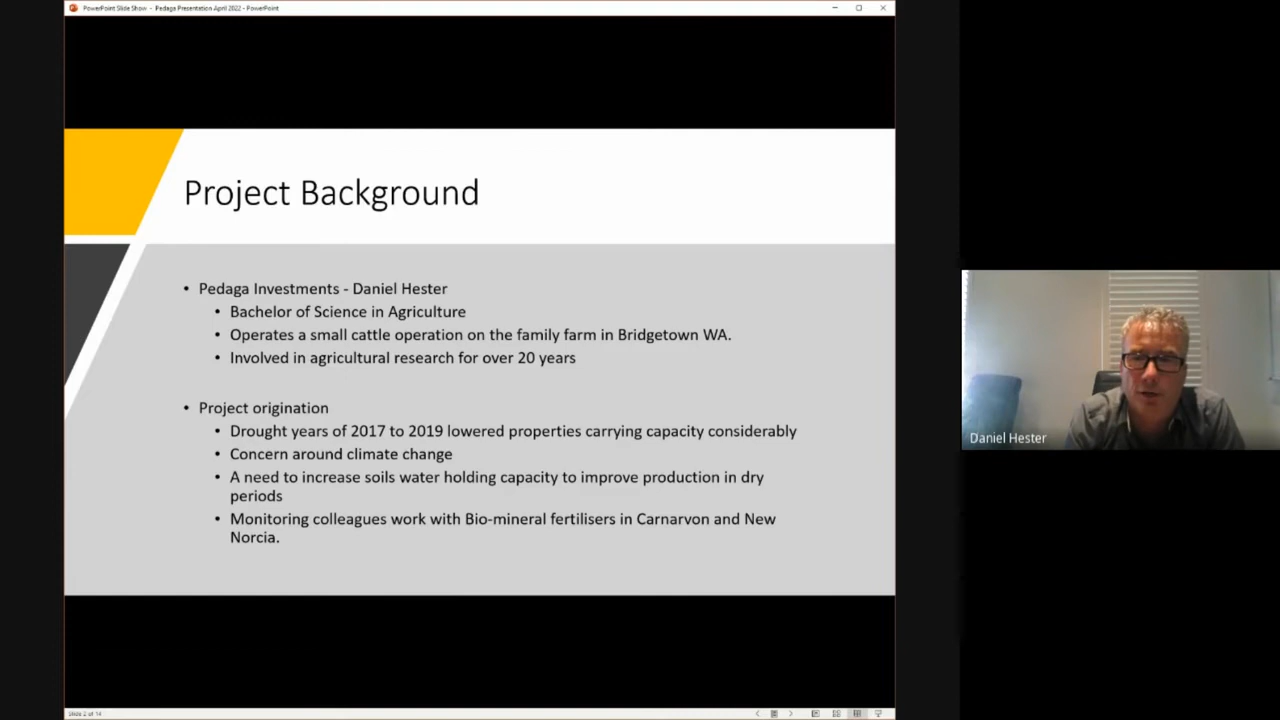 PowerPoint Slide Show - Pedaga Presentation April 2022 - PowerPoint
Project Background
• Pedaga Investments - Daniel Hester
• Bachelor of Science in Agriculture
• Operates a small cattle operation on the family farm in Bridgetown WA.
• Involved in agricultural research for over 20 years
• Project origination
• Drought years of 2017 to 2019 lowered properties carrying capacity considerably
• Concern around climate change
• A need to increase soils water holding capacity to improve production in dry
periods
• Monitoring colleagues work with Bio-mineral fertilisers in Carnarvon and New
Norcia.
Daniel Hester
Slide 2 of 14